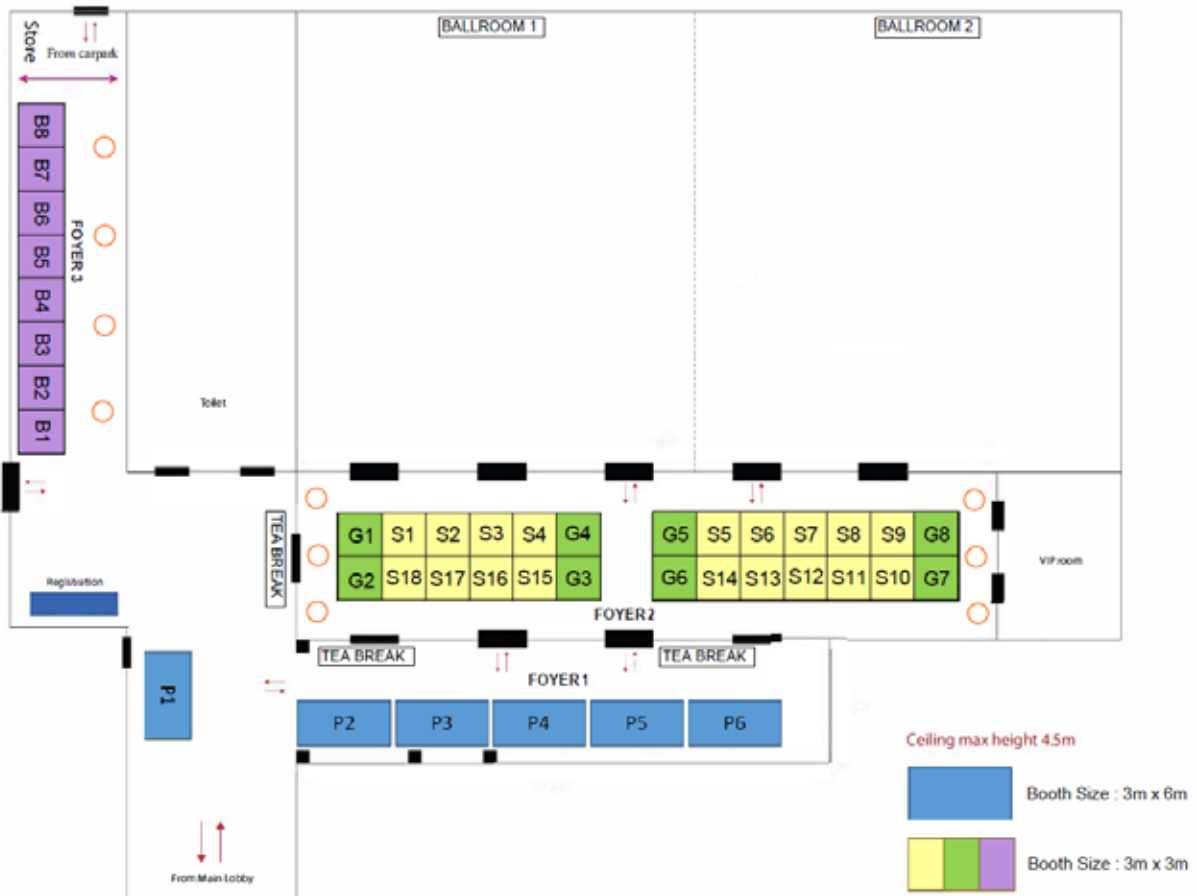 BALLROOM 1
BALLROOM 2
Store
From carpark
B8
B7
B6
B5
B4
B3
B2
B1
FOYER 3
Toilet
TEA BREAK
G1 S1 S2 S3 S4 G4
G2 S18 S17 S16 S15 G3
G5 S5 S6 S7 S8 S9 G8
G6 S14 S13 S12 S11 S10 G7
VIP room
Registration
FOYER 2
TEA BREAK
TEA BREAK
FOYER 1
P1
P2 P3 P4 P5 P6
Ceiling max height 4.5m
Booth Size : 3m x 6m
Booth Size : 3m x 3m
From Main Lobby